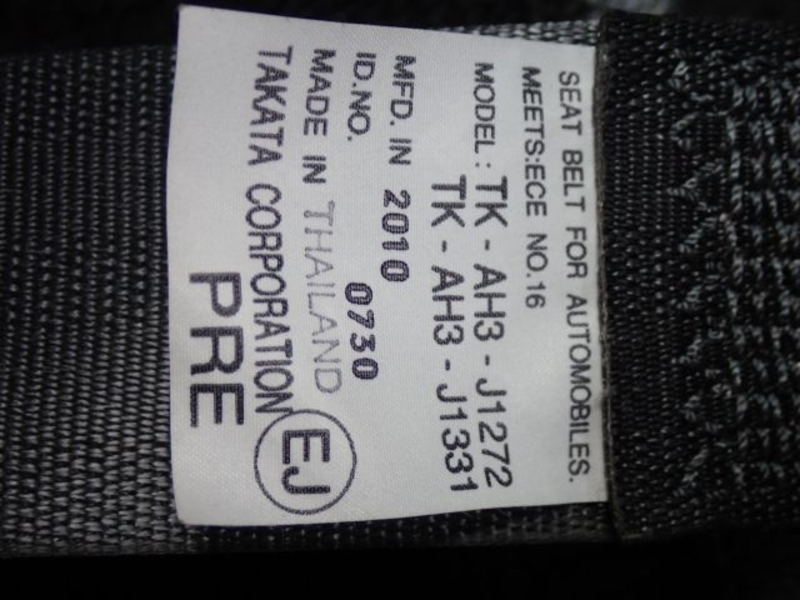 SEAT BELT FOR AUTOMOBILES.
MEETS:ECE NO.16
MODEL : TK - AH3 - J1272
TK - AH3 - J1331
MFD. IN 2010
ID.NO. 0730
MADE IN THAILAND
TAKATA CORPORATION EJ
PRE